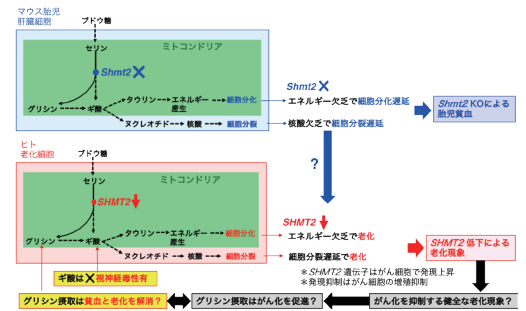 マウス胎児
肝臓細胞
ブドウ糖
ミトコンドリア
セリン
Shmt2
グリシン
ギ酸
タウリン
エネルギー
産生
細胞分化
ヌクレオチド
核酸
細胞分裂
Shmt2
エネルギー欠乏で細胞分化遅延
核酸欠乏で細胞分裂遅延
Shmt2 KOによる
胎児貧血
?
ヒト
老化細胞
ブドウ糖
ミトコンドリア
セリン
SHMT2
グリシン
ギ酸
タウリン
エネルギー
産生
細胞分化
ヌクレオチド
核酸
細胞分裂
SHMT2
エネルギー欠乏で老化
細胞分裂遅延で老化
SHMT2 低下による
老化現象
*SHMT2 遺伝子はがん細胞で発現上昇
*発現抑制はがん細胞の増殖抑制
ギ酸は✕視神経毒性有
グリシン摂取は貧血と老化を解消?
グリシン摂取はがん化を促進?
がん化を抑制する健全な老化現象?